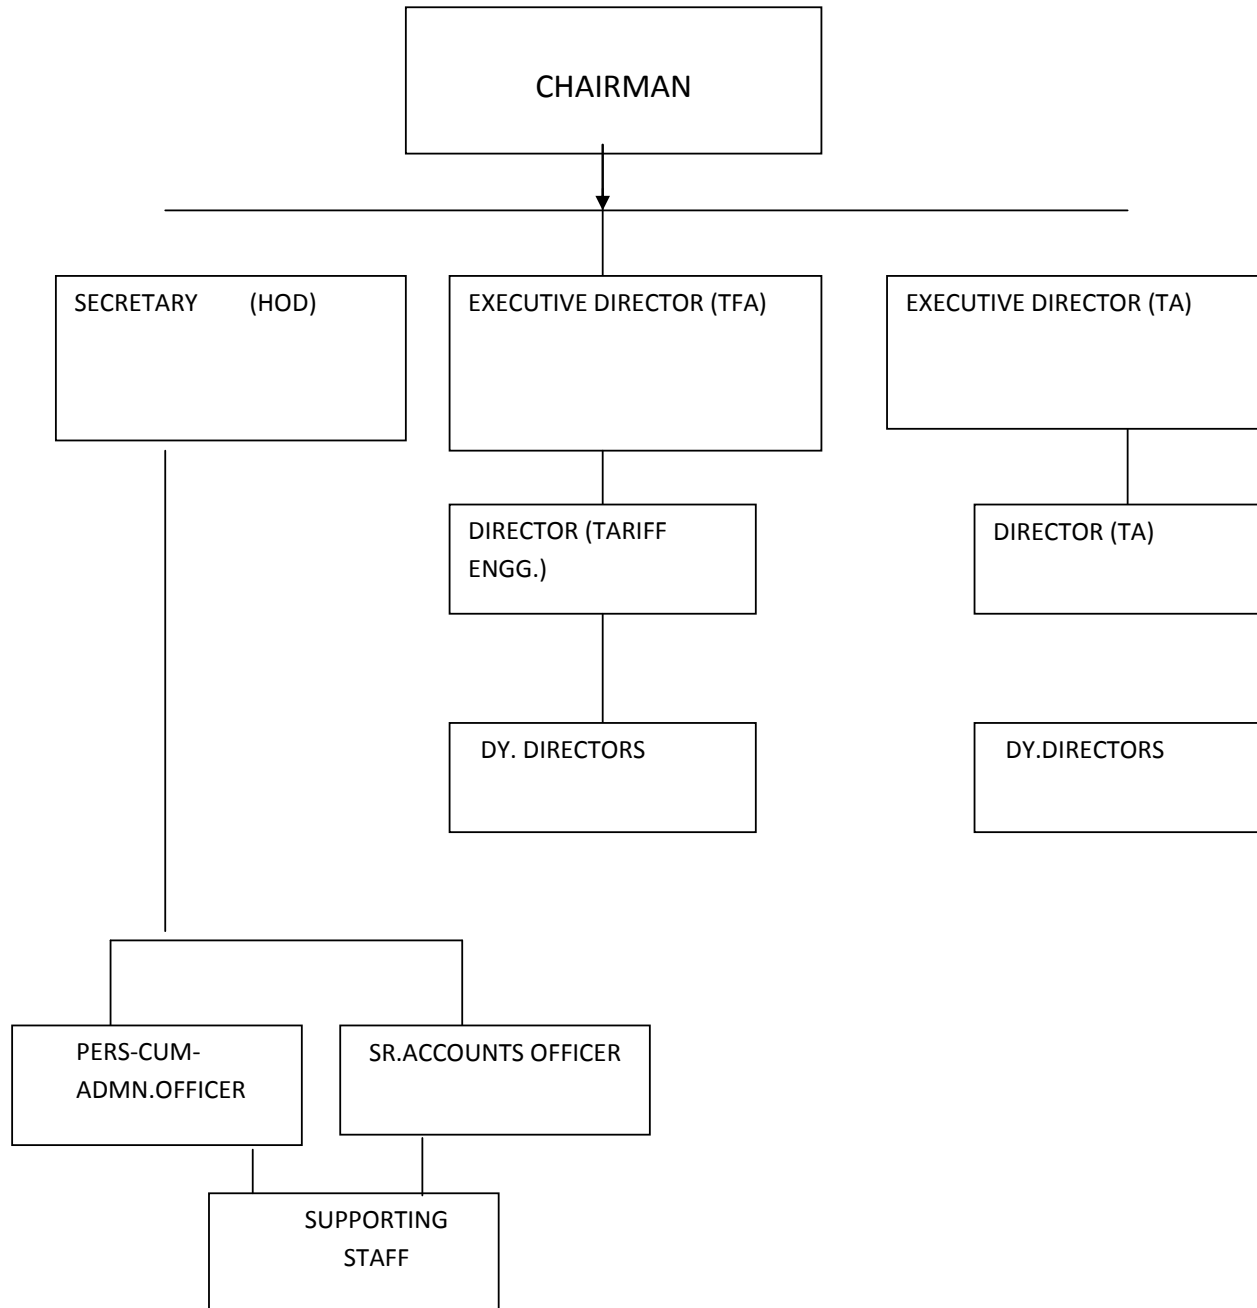 CHAIRMAN
SECRETARY (HOD)
EXECUTIVE DIRECTOR (TFA)
EXECUTIVE DIRECTOR (TA)
DIRECTOR (TARIFF
ENGG.)
DIRECTOR (TA)
DY. DIRECTORS
DY.DIRECTORS
PERS-CUM-
ADMN.OFFICER
SR.ACCOUNTS OFFICER
SUPPORTING
STAFF